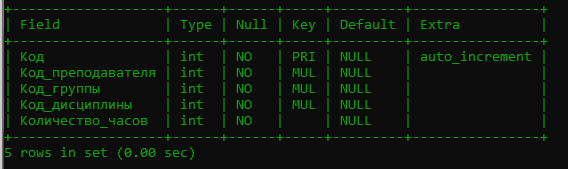 +-------------------+------+------+-----+---------+----------------+
| Field             | Type | Null | Key | Default | Extra          |
+-------------------+------+------+-----+---------+----------------+
| Код               | int  | NO   | PRI | NULL    | auto_increment |
| Код_преподавателя | int  | NO   | MUL | NULL    |                |
| Код_группы        | int  | NO   | MUL | NULL    |                |
| Код_дисциплины    | int  | NO   | MUL | NULL    |                |
| Количество_часов  | int  | NO   |     | NULL    |                |
+-------------------+------+------+-----+---------+----------------+
5 rows in set (0.00 sec)